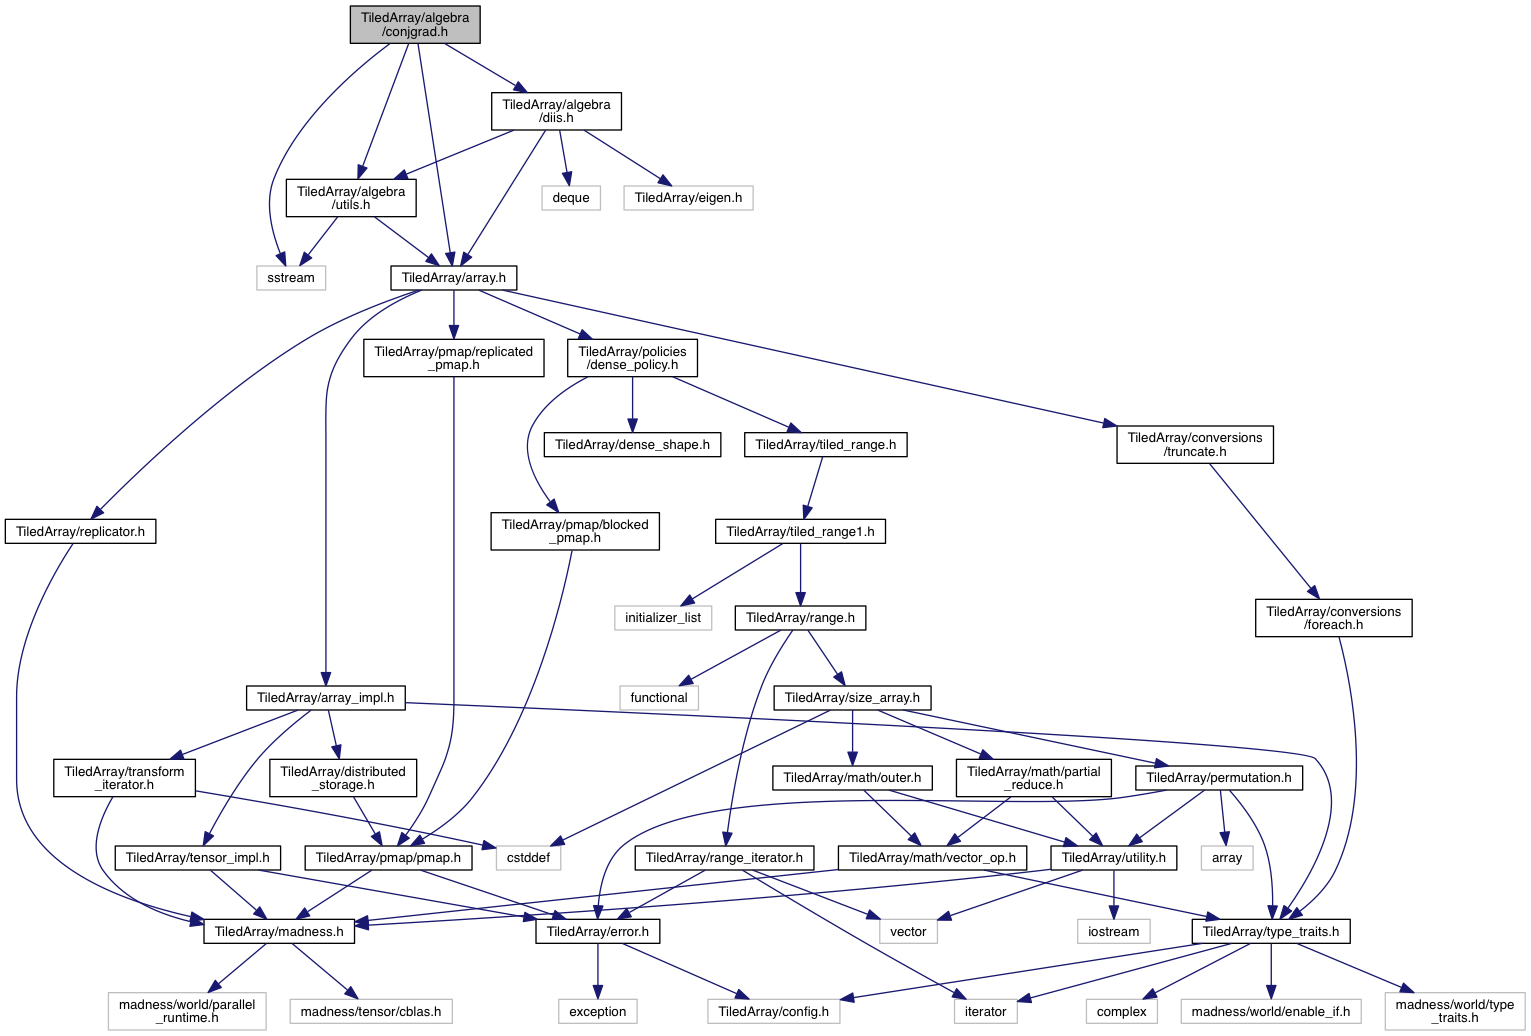 TiledArray/algebra
/conjgrad.h
TiledArray/algebra
/diis.h
TiledArray/algebra
/utils.h
deque
TiledArray/eigen.h
sstream
TiledArray/array.h
TiledArray/pmap/replicated
_pmap.h
TiledArray/policies
/dense_policy.h
TiledArray/dense_shape.h
TiledArray/tiled_range.h
TiledArray/conversions
/truncate.h
TiledArray/replicator.h
TiledArray/pmap/blocked
_pmap.h
TiledArray/tiled_range1.h
initializer_list
TiledArray/range.h
TiledArray/conversions
/foreach.h
TiledArray/array_impl.h
functional
TiledArray/size_array.h
TiledArray/transform
_iterator.h
TiledArray/distributed
_storage.h
TiledArray/math/outer.h
TiledArray/math/partial
_reduce.h
TiledArray/permutation.h
TiledArray/tensor_impl.h
TiledArray/pmap/pmap.h
cstddef
TiledArray/range_iterator.h
TiledArray/math/vector_op.h
TiledArray/utility.h
array
TiledArray/madness.h
TiledArray/error.h
vector
iostream
TiledArray/type_traits.h
madness/world/parallel
_runtime.h
madness/tensor/cblas.h
exception
TiledArray/config.h
iterator
complex
madness/world/enable_if.h
madness/world/type
_traits.h